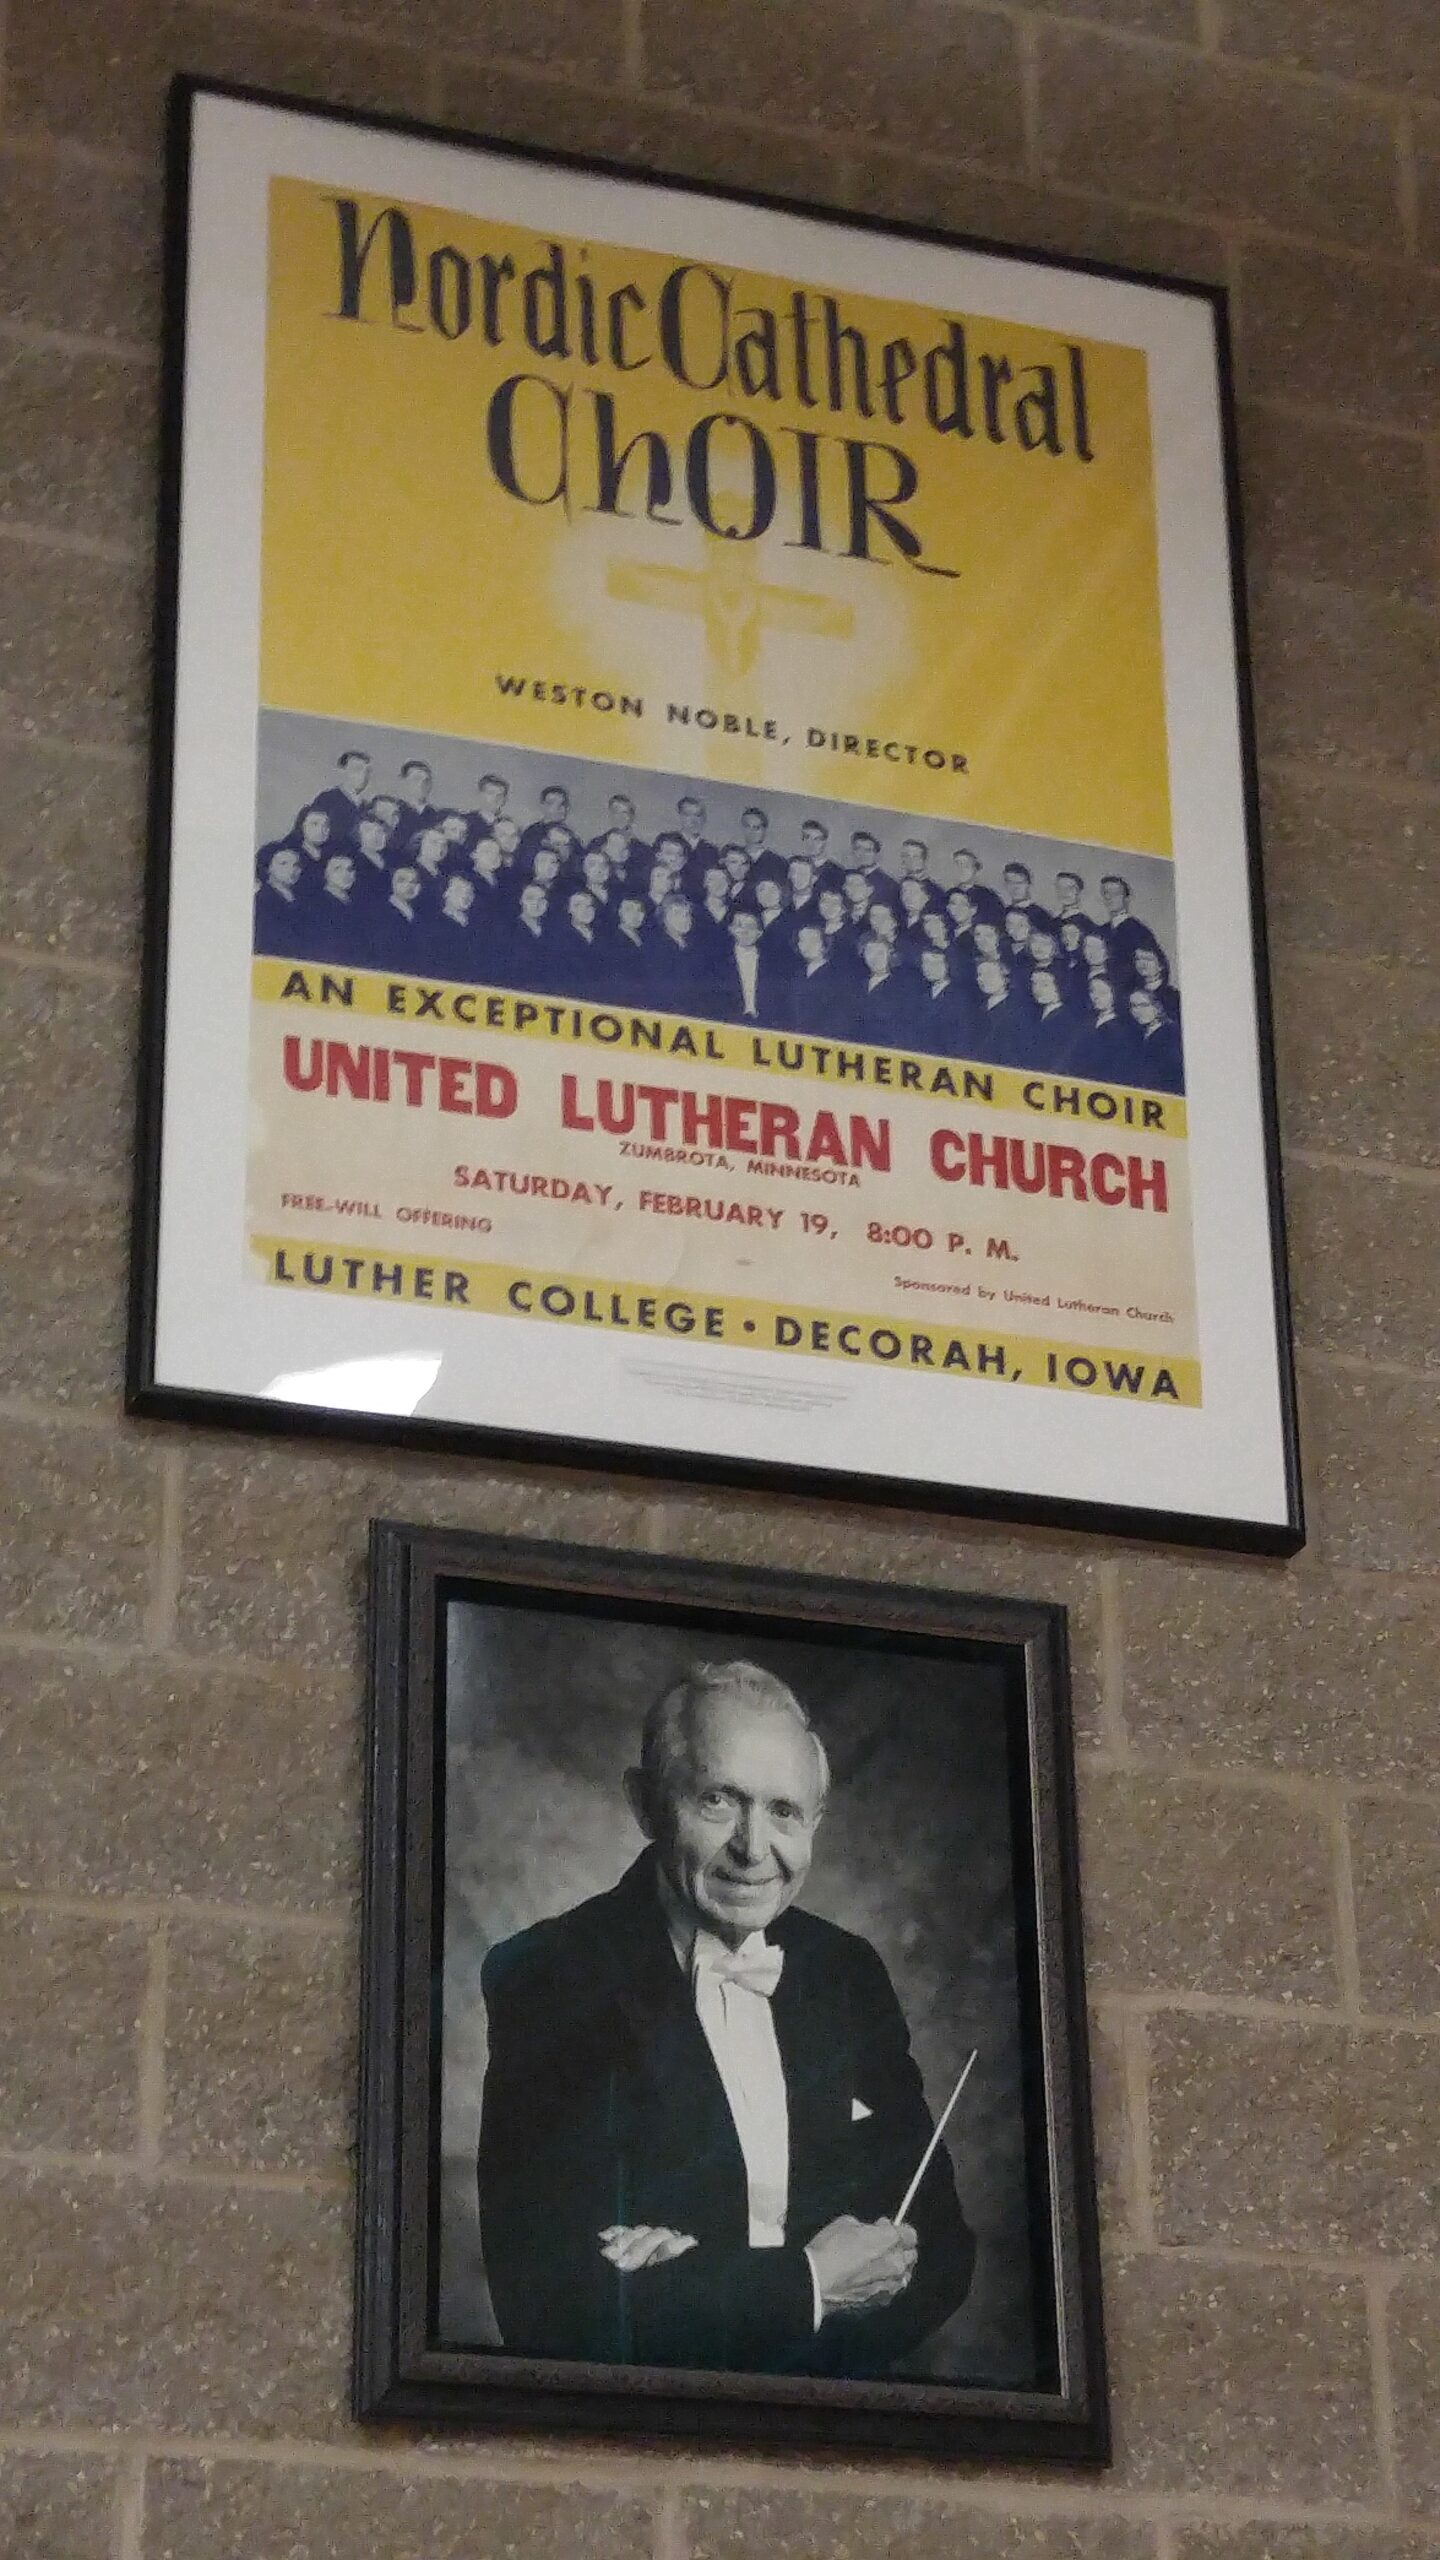 Nordic Cathedral
Choir
WESTON NOBLE, DIRECTOR
AN EXCEPTIONAL LUTHERAN CHOIR
UNITED LUTHERAN CHURCH
ZUMBROTA, MINNESOTA
SATURDAY, FEBRUARY 19, 8:00 P. M.
FREE-WILL OFFERING
Sponsored by United Lutheran Church
LUTHER COLLEGE • DECORAH, IOWA